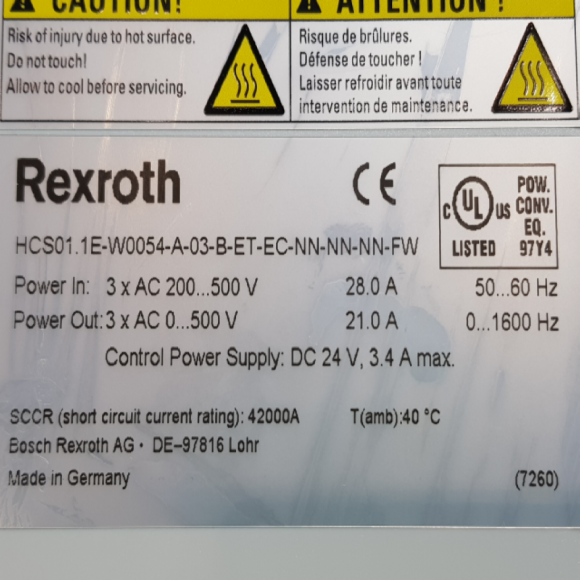 CAUTION!
Risk of injury due to hot surface.
Do not touch!
Allow to cool before servicing.
ATTENTION !
Risque de brûlures.
Défense de toucher !
Laisser refroidir avant toute
intervention de maintenance.
Rexroth CE
C UL US LISTED
POW.
CONV.
EQ.
97Y4
HCS01.1E-W0054-A-03-B-ET-EC-NN-NN-NN-FW
Power In: 3 x AC 200...500 V 28.0 A 50...60 Hz
Power Out: 3 x AC 0...500 V 21.0 A 0...1600 Hz
Control Power Supply: DC 24 V, 3.4 A max.
SCCR (short circuit current rating): 42000A T(amb):40 °C
Bosch Rexroth AG · DE–97816 Lohr
Made in Germany (7260)